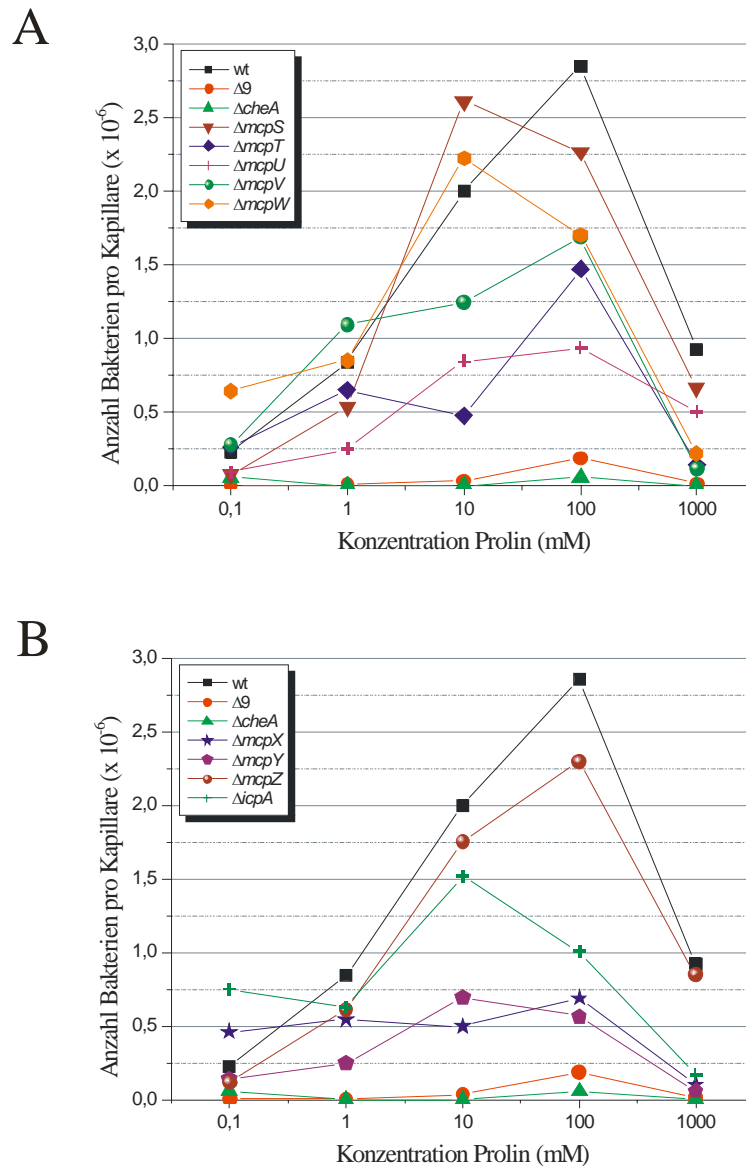 A
3,0
2,5
2,0
1,5
1,0
0,5
0,0
Anzahl Bakterien pro Kapillare (x 10⁻⁶)
wt
Δ9
ΔcheA
ΔmcpS
ΔmcpT
ΔmcpU
ΔmcpV
ΔmcpW
0,1 1 10 100 1000
Konzentration Prolin (mM)
B
3,0
2,5
2,0
1,5
1,0
0,5
0,0
Anzahl Bakterien pro Kapillare (x 10⁻⁶)
wt
Δ9
ΔcheA
ΔmcpX
ΔmcpY
ΔmcpZ
ΔicpA
0,1 1 10 100 1000
Konzentration Prolin (mM)